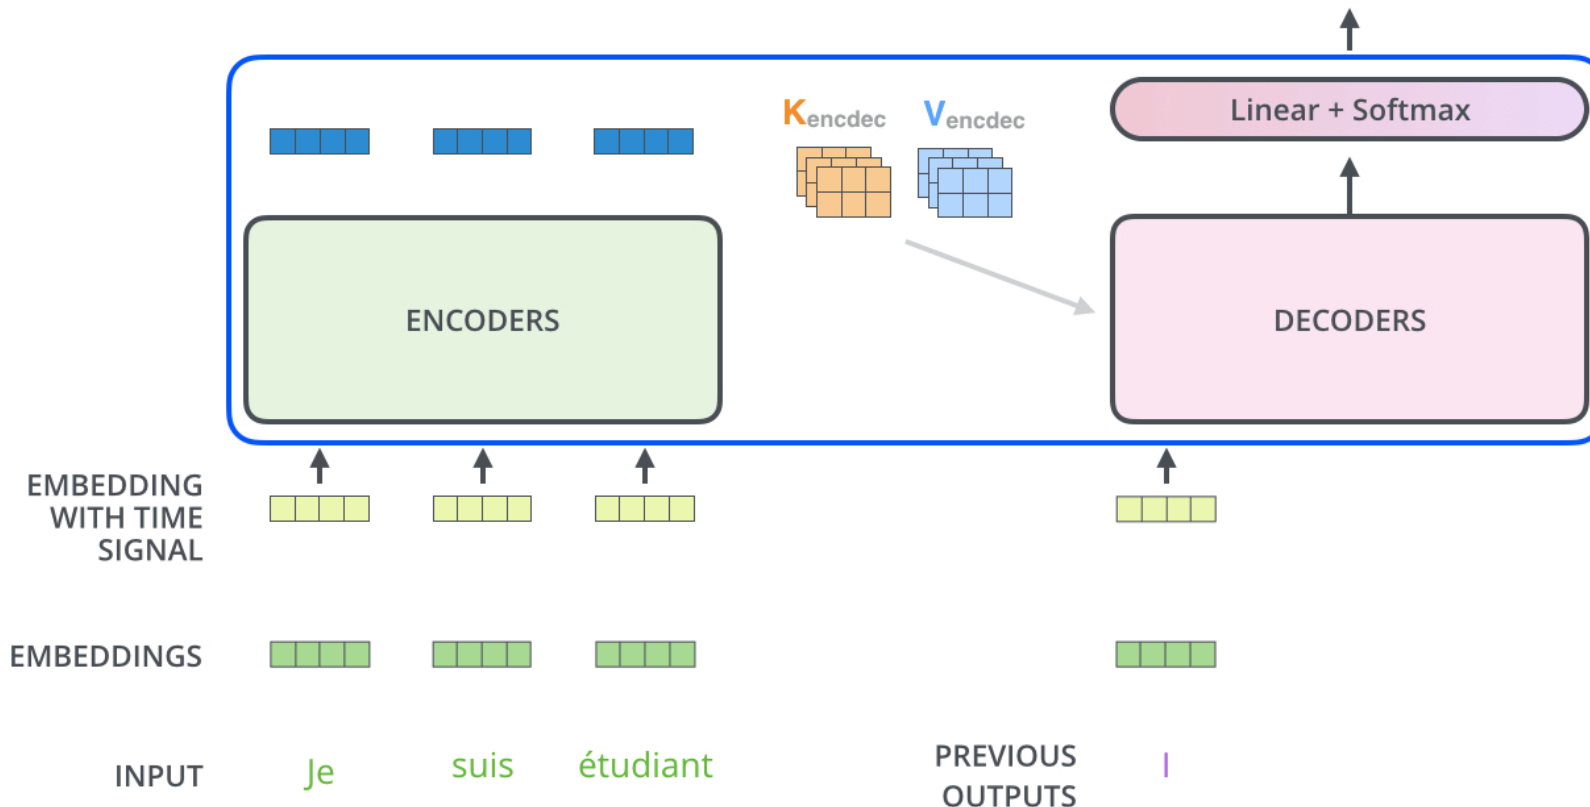 Linear + Softmax
Kencdec
Vencdec
ENCODERS
DECODERS
EMBEDDING
WITH TIME
SIGNAL
EMBEDDINGS
INPUT
Je
suis
étudiant
PREVIOUS
OUTPUTS
I